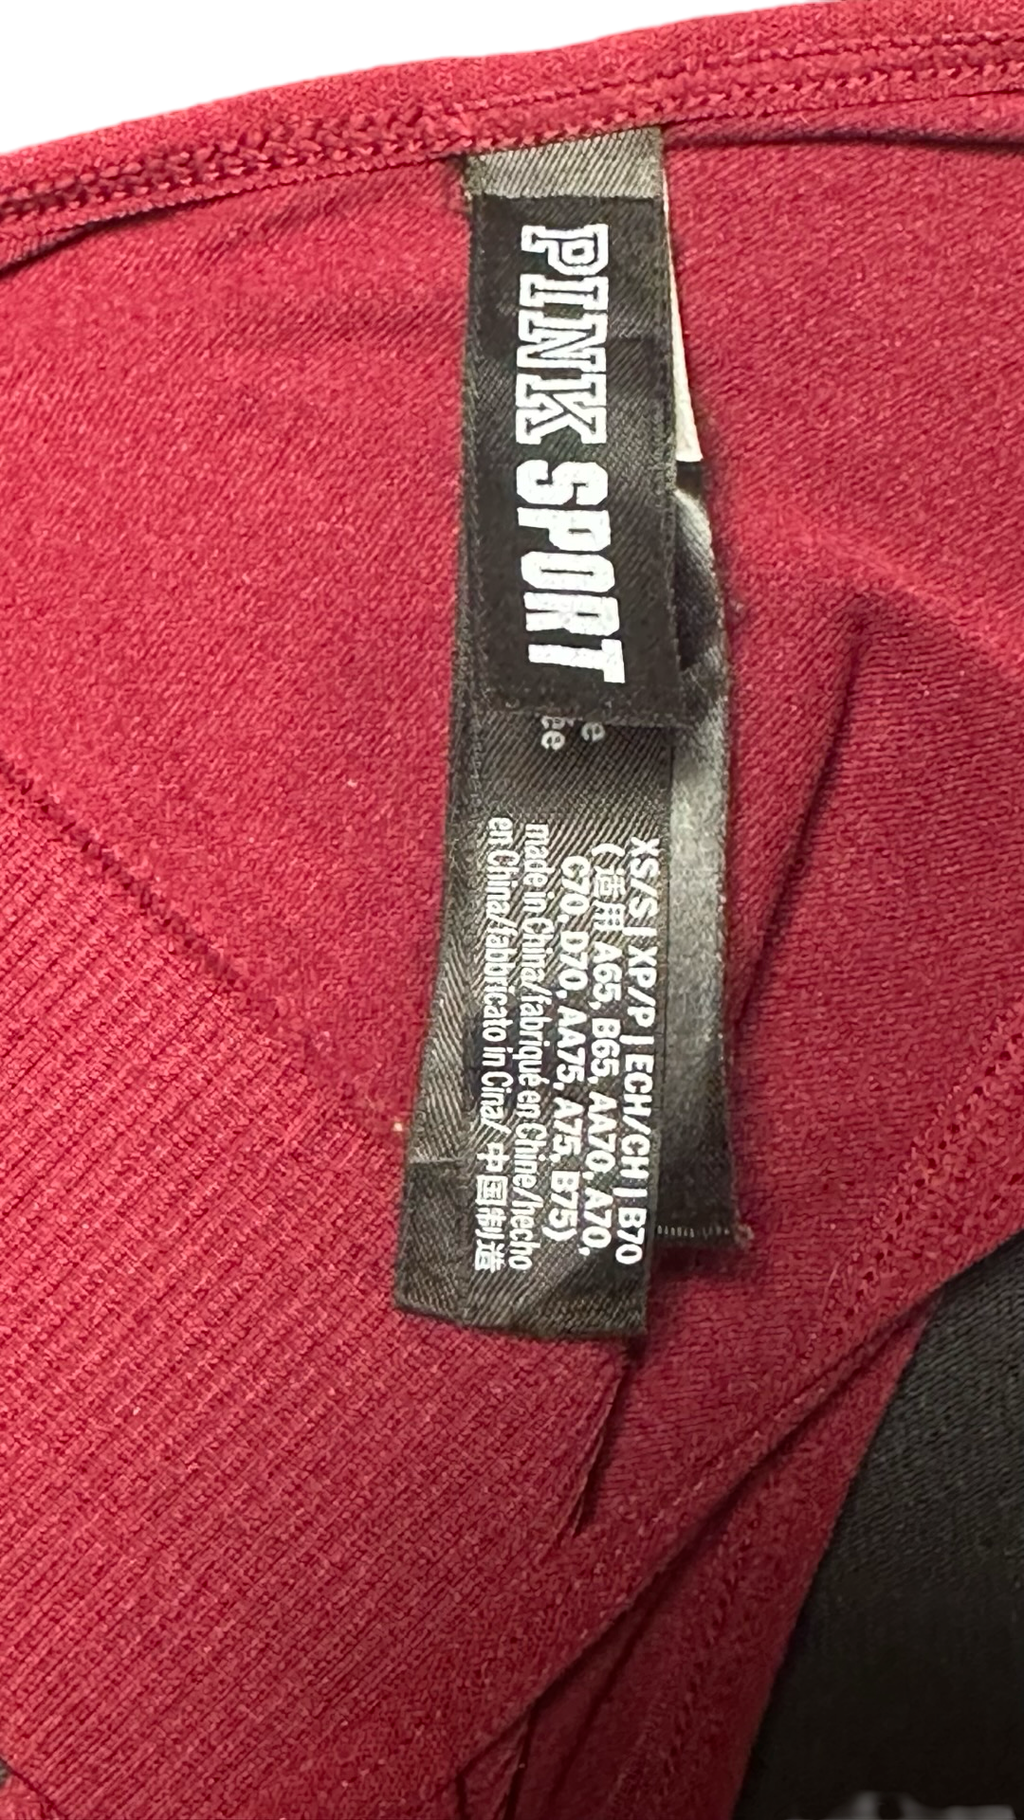 PINK SPORT
e
ée
XS/S | XP/P | ECH/CH | B70
(适用 A65, B65, AA70, A70,
C70, D70, AA75, A75, B75)
made in China/fabriqué en Chine/hecho
en China/fabbricato in Cina/ 中国制造